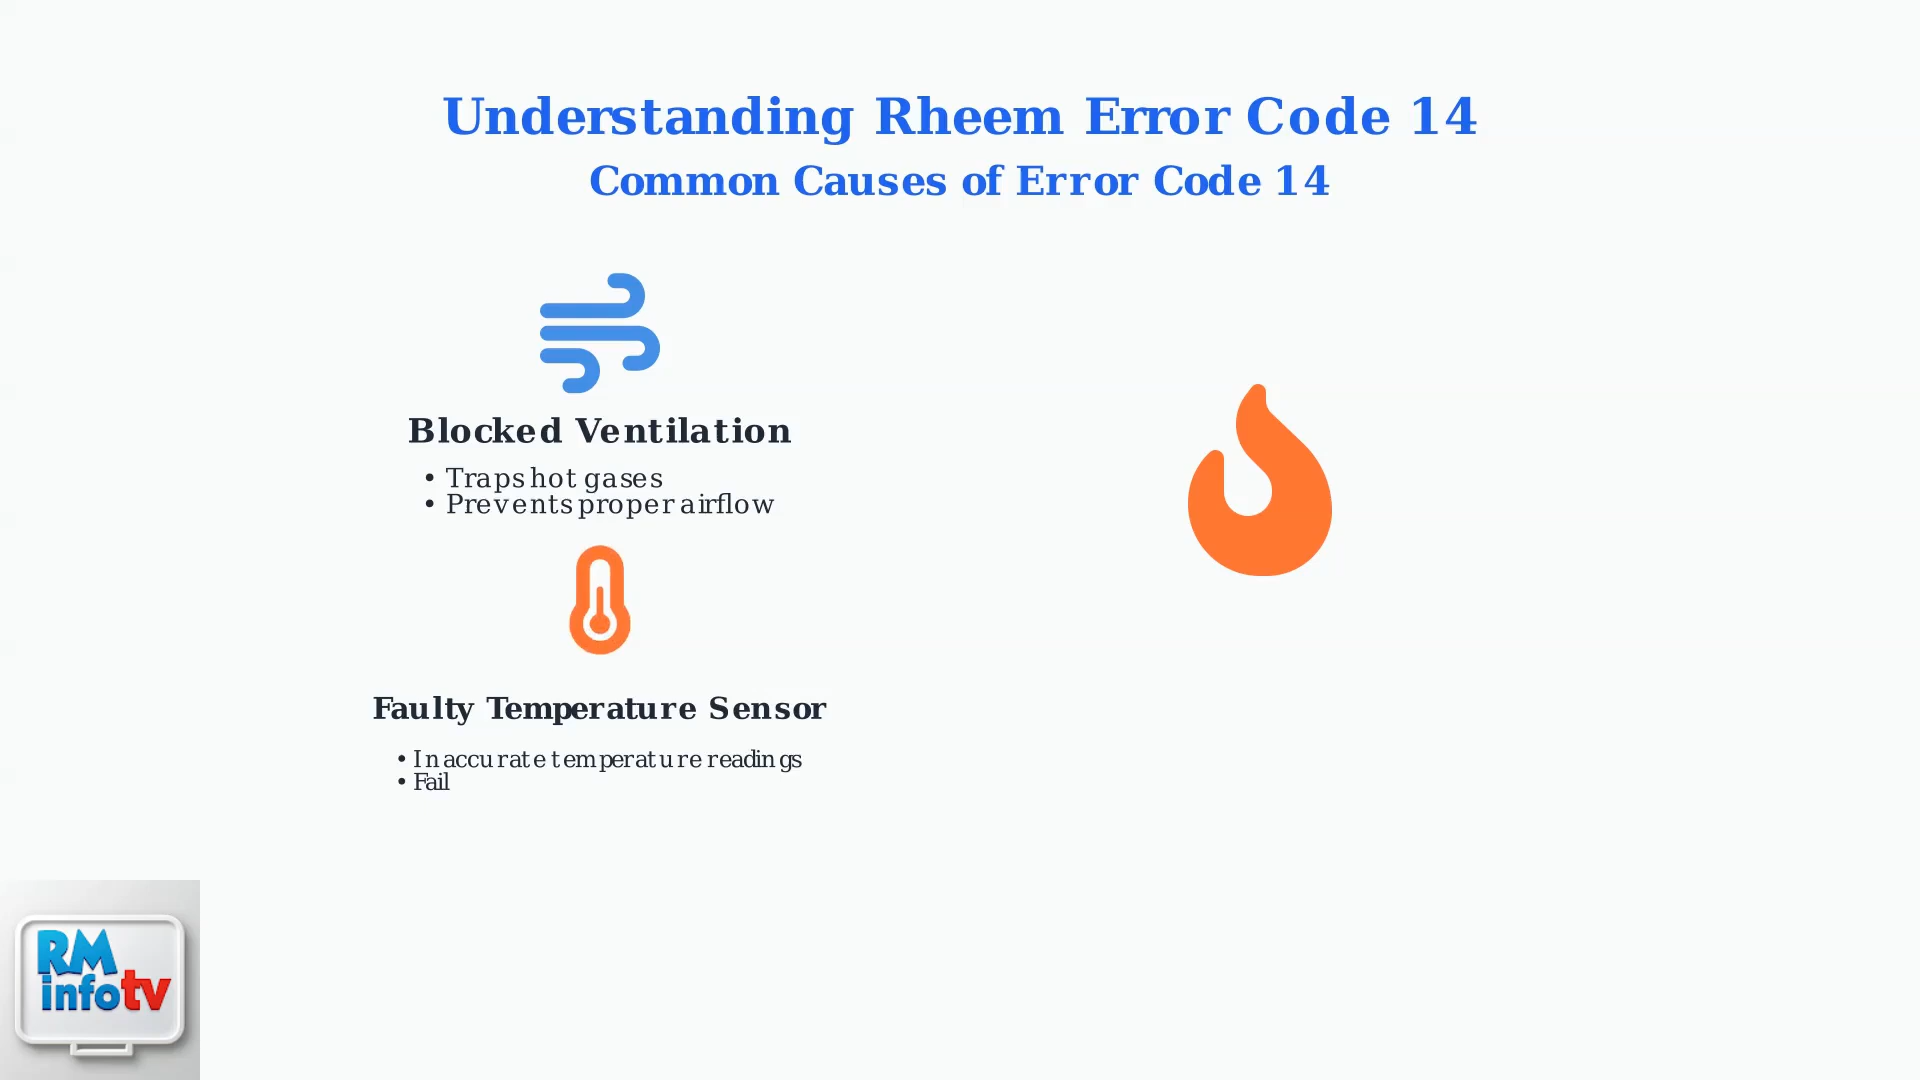 Understanding Rheem Error Code 14
Common Causes of Error Code 14
Blocked Ventilation
• Traps hot gases
• Prevents proper airflow
Faulty Temperature Sensor
• Inaccurate temperature readings
• Fail
RM
infotv